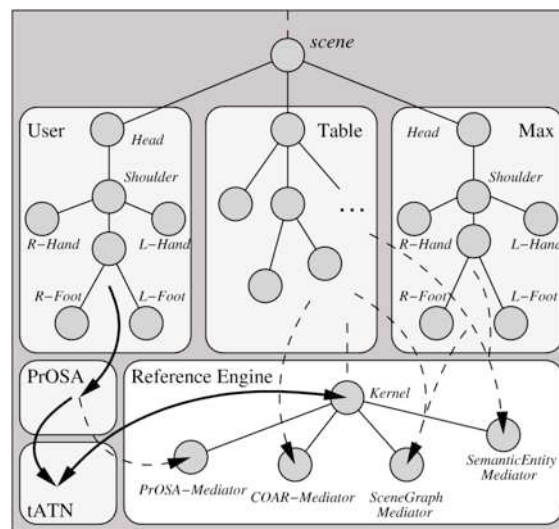 scene
User
Table
Max
Head
Head
Shoulder
Shoulder
R-Hand
L-Hand
...
R-Hand
L-Hand
R-Foot
L-Foot
R-Foot
L-Foot
PrOSA
Reference Engine
Kernel
tATN
PrOSA-Mediator
COAR-Mediator
SceneGraph
Mediator
SemanticEntity
Mediator